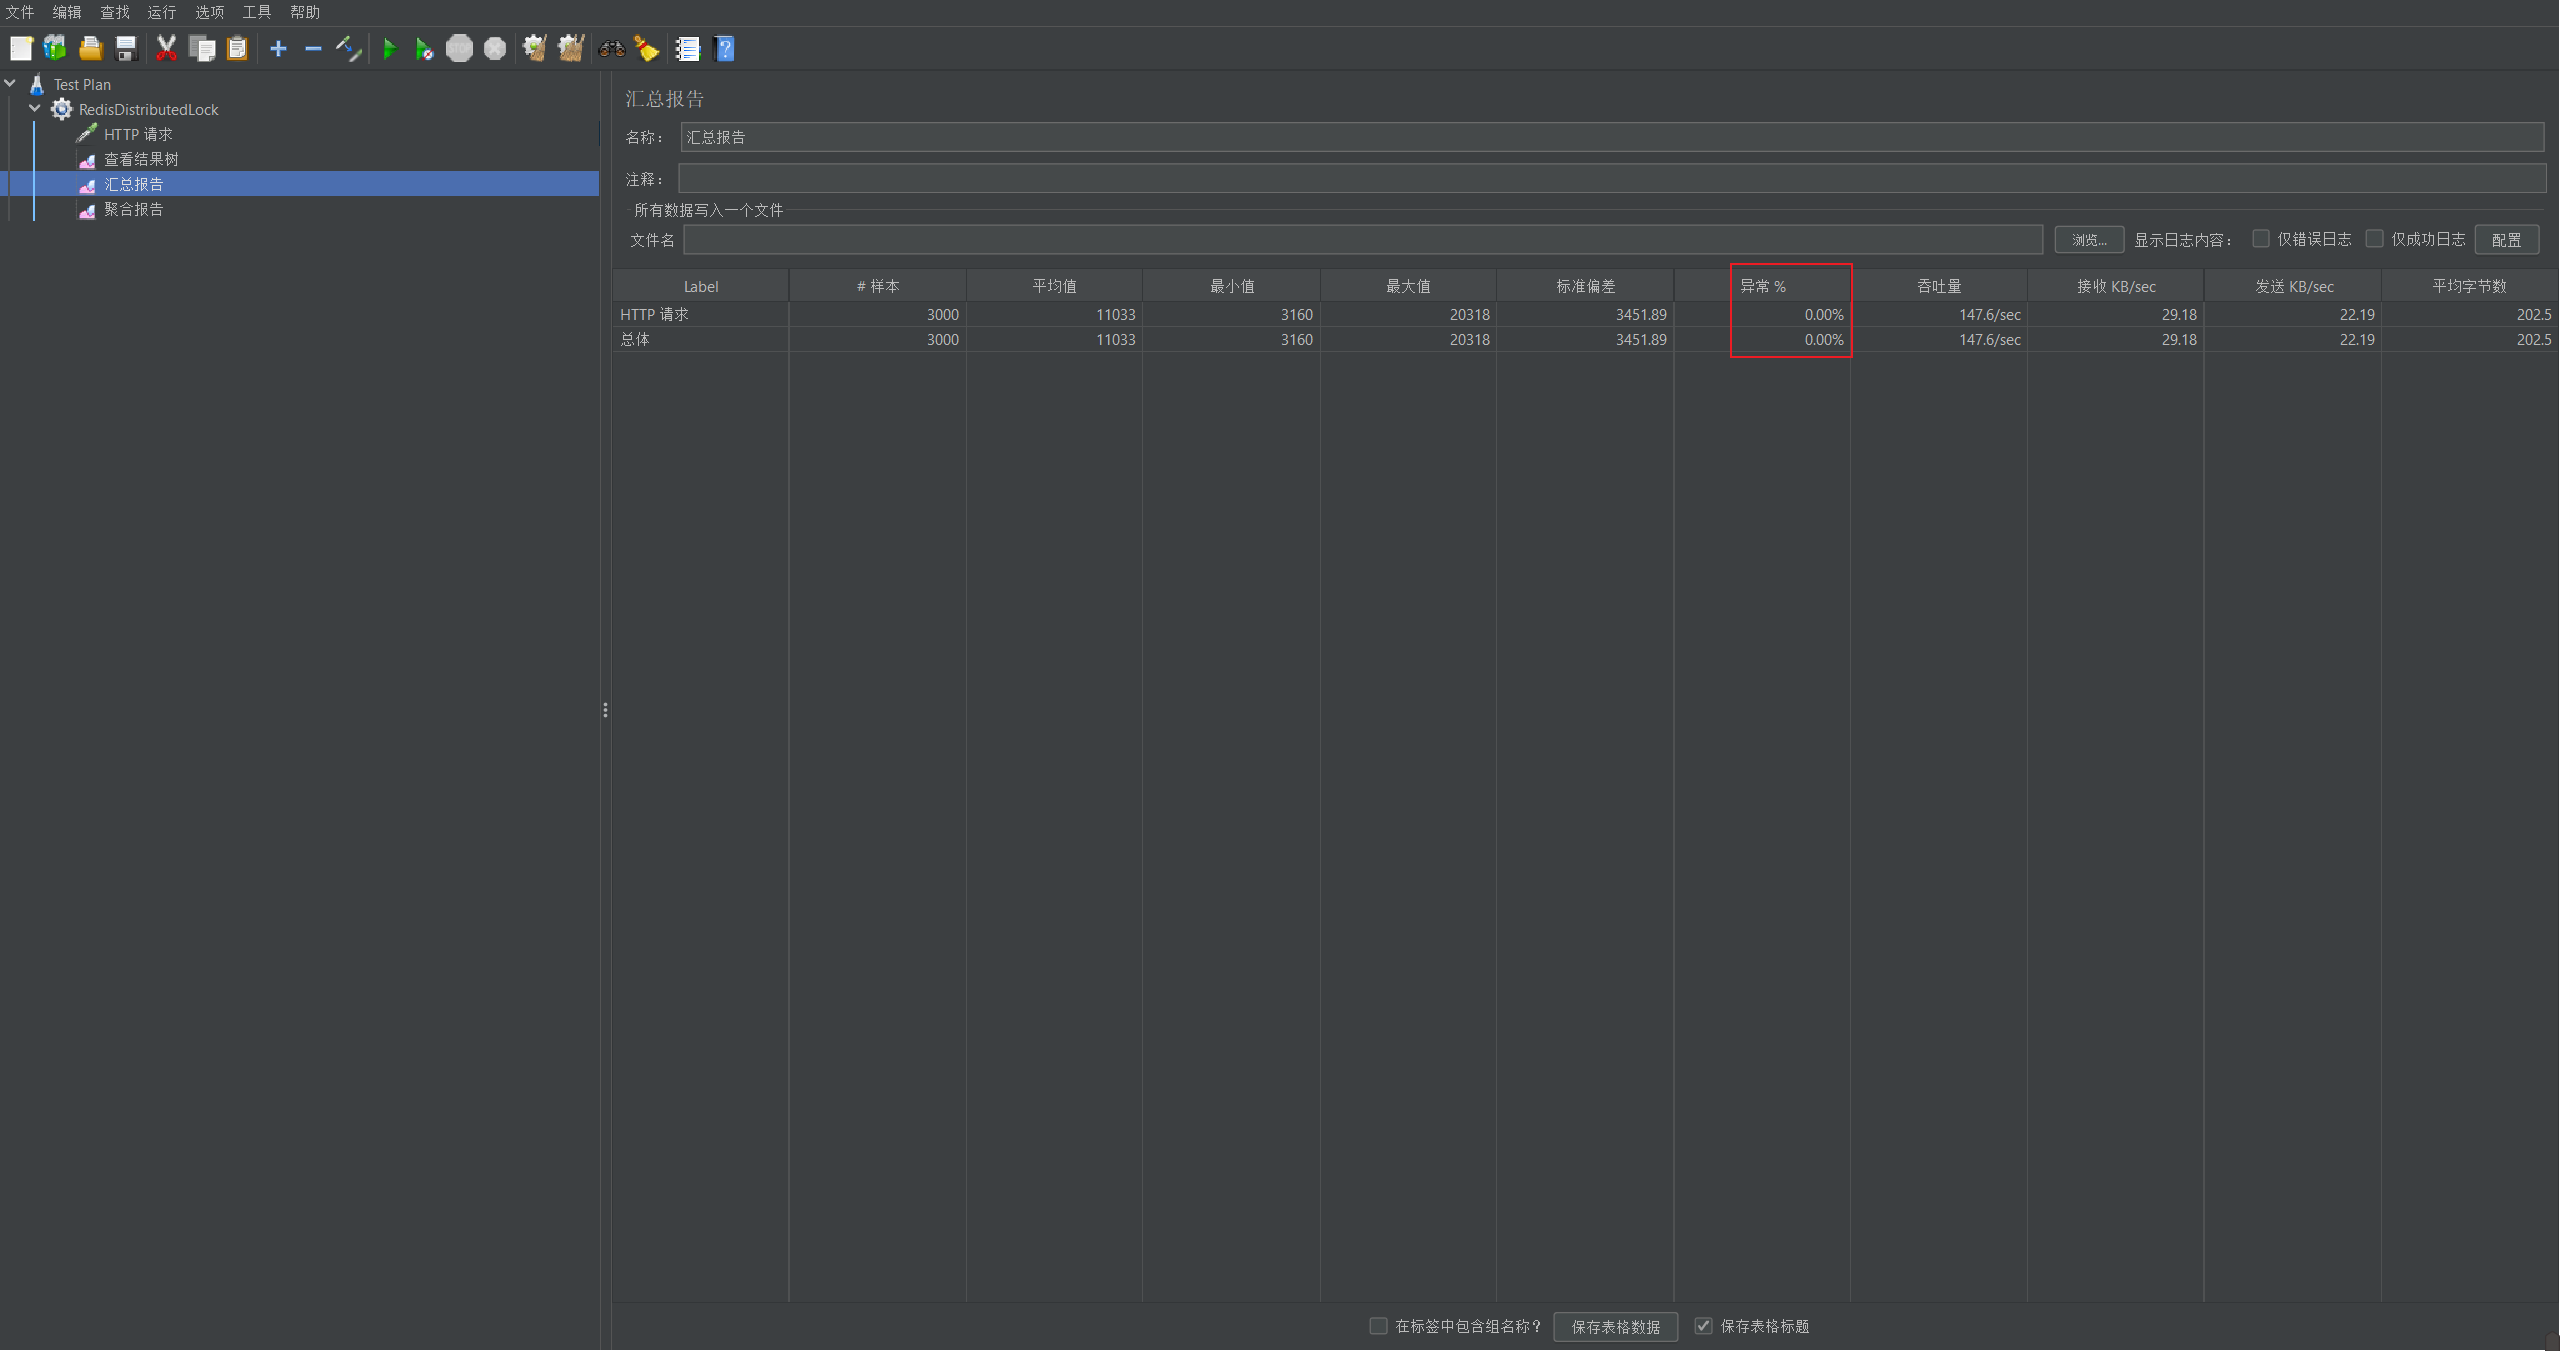 文件 编辑 查找 运行 选项 工具 帮助
STOP
Test Plan
RedisDistributedLock
HTTP 请求
查看结果树
汇总报告
聚合报告
汇总报告
名称： 汇总报告
注释：
所有数据写入一个文件
文件名 浏览... 显示日志内容： 仅错误日志 仅成功日志 配置
Label # 样本 平均值 最小值 最大值 标准偏差 异常 % 吞吐量 接收 KB/sec 发送 KB/sec 平均字节数
HTTP 请求 3000 11033 3160 20318 3451.89 0.00% 147.6/sec 29.18 22.19 202.5
总体 3000 11033 3160 20318 3451.89 0.00% 147.6/sec 29.18 22.19 202.5
在标签中包含组名称？ 保存表格数据 保存表格标题